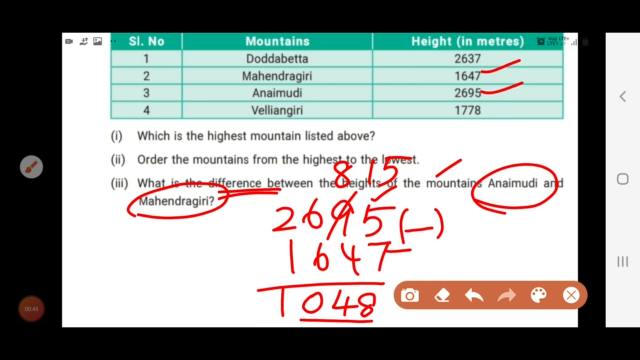 Sl. No Mountains Height (in metres)
1 Doddabetta 2637
2 Mahendragiri 1647
3 Anaimudi 2695
4 Velliangiri 1778
(i) Which is the highest mountain listed above?
(ii) Order the mountains from the highest to the lowest.
(iii) What is the difference between the heights of the mountains Anaimudi and
Mahendragiri?
8 15
2695 (-)
1647
1048
00:45